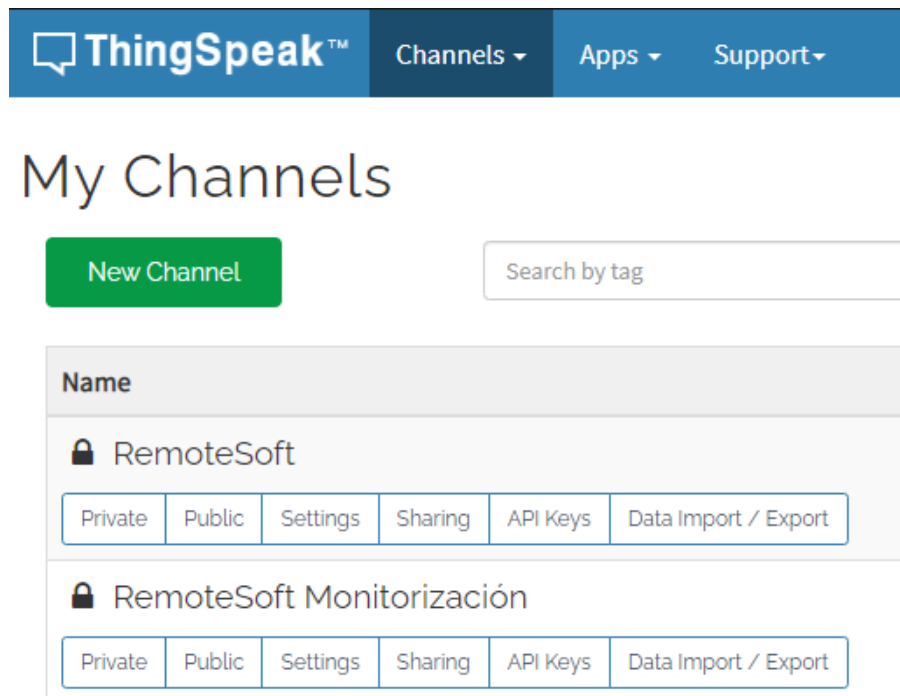 ThingSpeak™ Channels Apps Support
My Channels
New Channel Search by tag
Name
RemoteSoft
Private Public Settings Sharing API Keys Data Import / Export
RemoteSoft Monitorización
Private Public Settings Sharing API Keys Data Import / Export